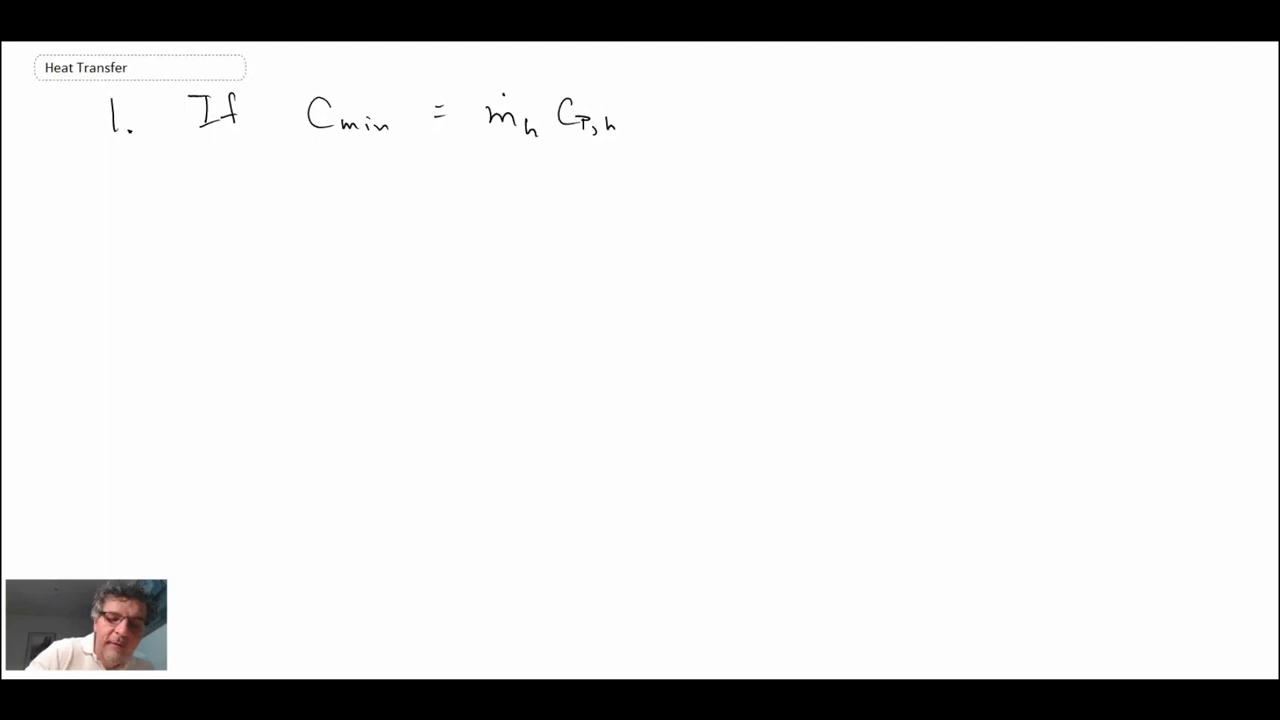 Heat Transfer
1. If Cmin = ṁh CP,h